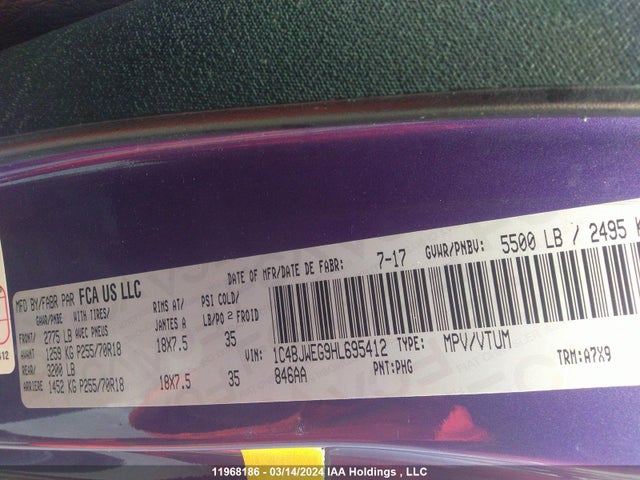 MFD BY/FABR PAR FCA US LLC
DATE OF MFR/DATE DE FABR: 7-17 GVWR/PNBV: 5500 LB / 2495 K
GAWR/PNBE: WITH TIRES/ RIMS AT/ PSI COLD/
FRONT/ 2775 LB AVEC PNEUS JANTES A LB/PO 2 FROID
AVANT 1259 KG P255/70R18 18X7.5 35
REAR/ 3200 LB
ARRIERE 1452 KG P255/70R18 18X7.5 35
VIN: 1C4BJWEG9HL695412 TYPE: MPV/VTUM
846AA PNT:PHG TRM:A7X9
412
11968186 - 03/14/2024 IAA Holdings , LLC